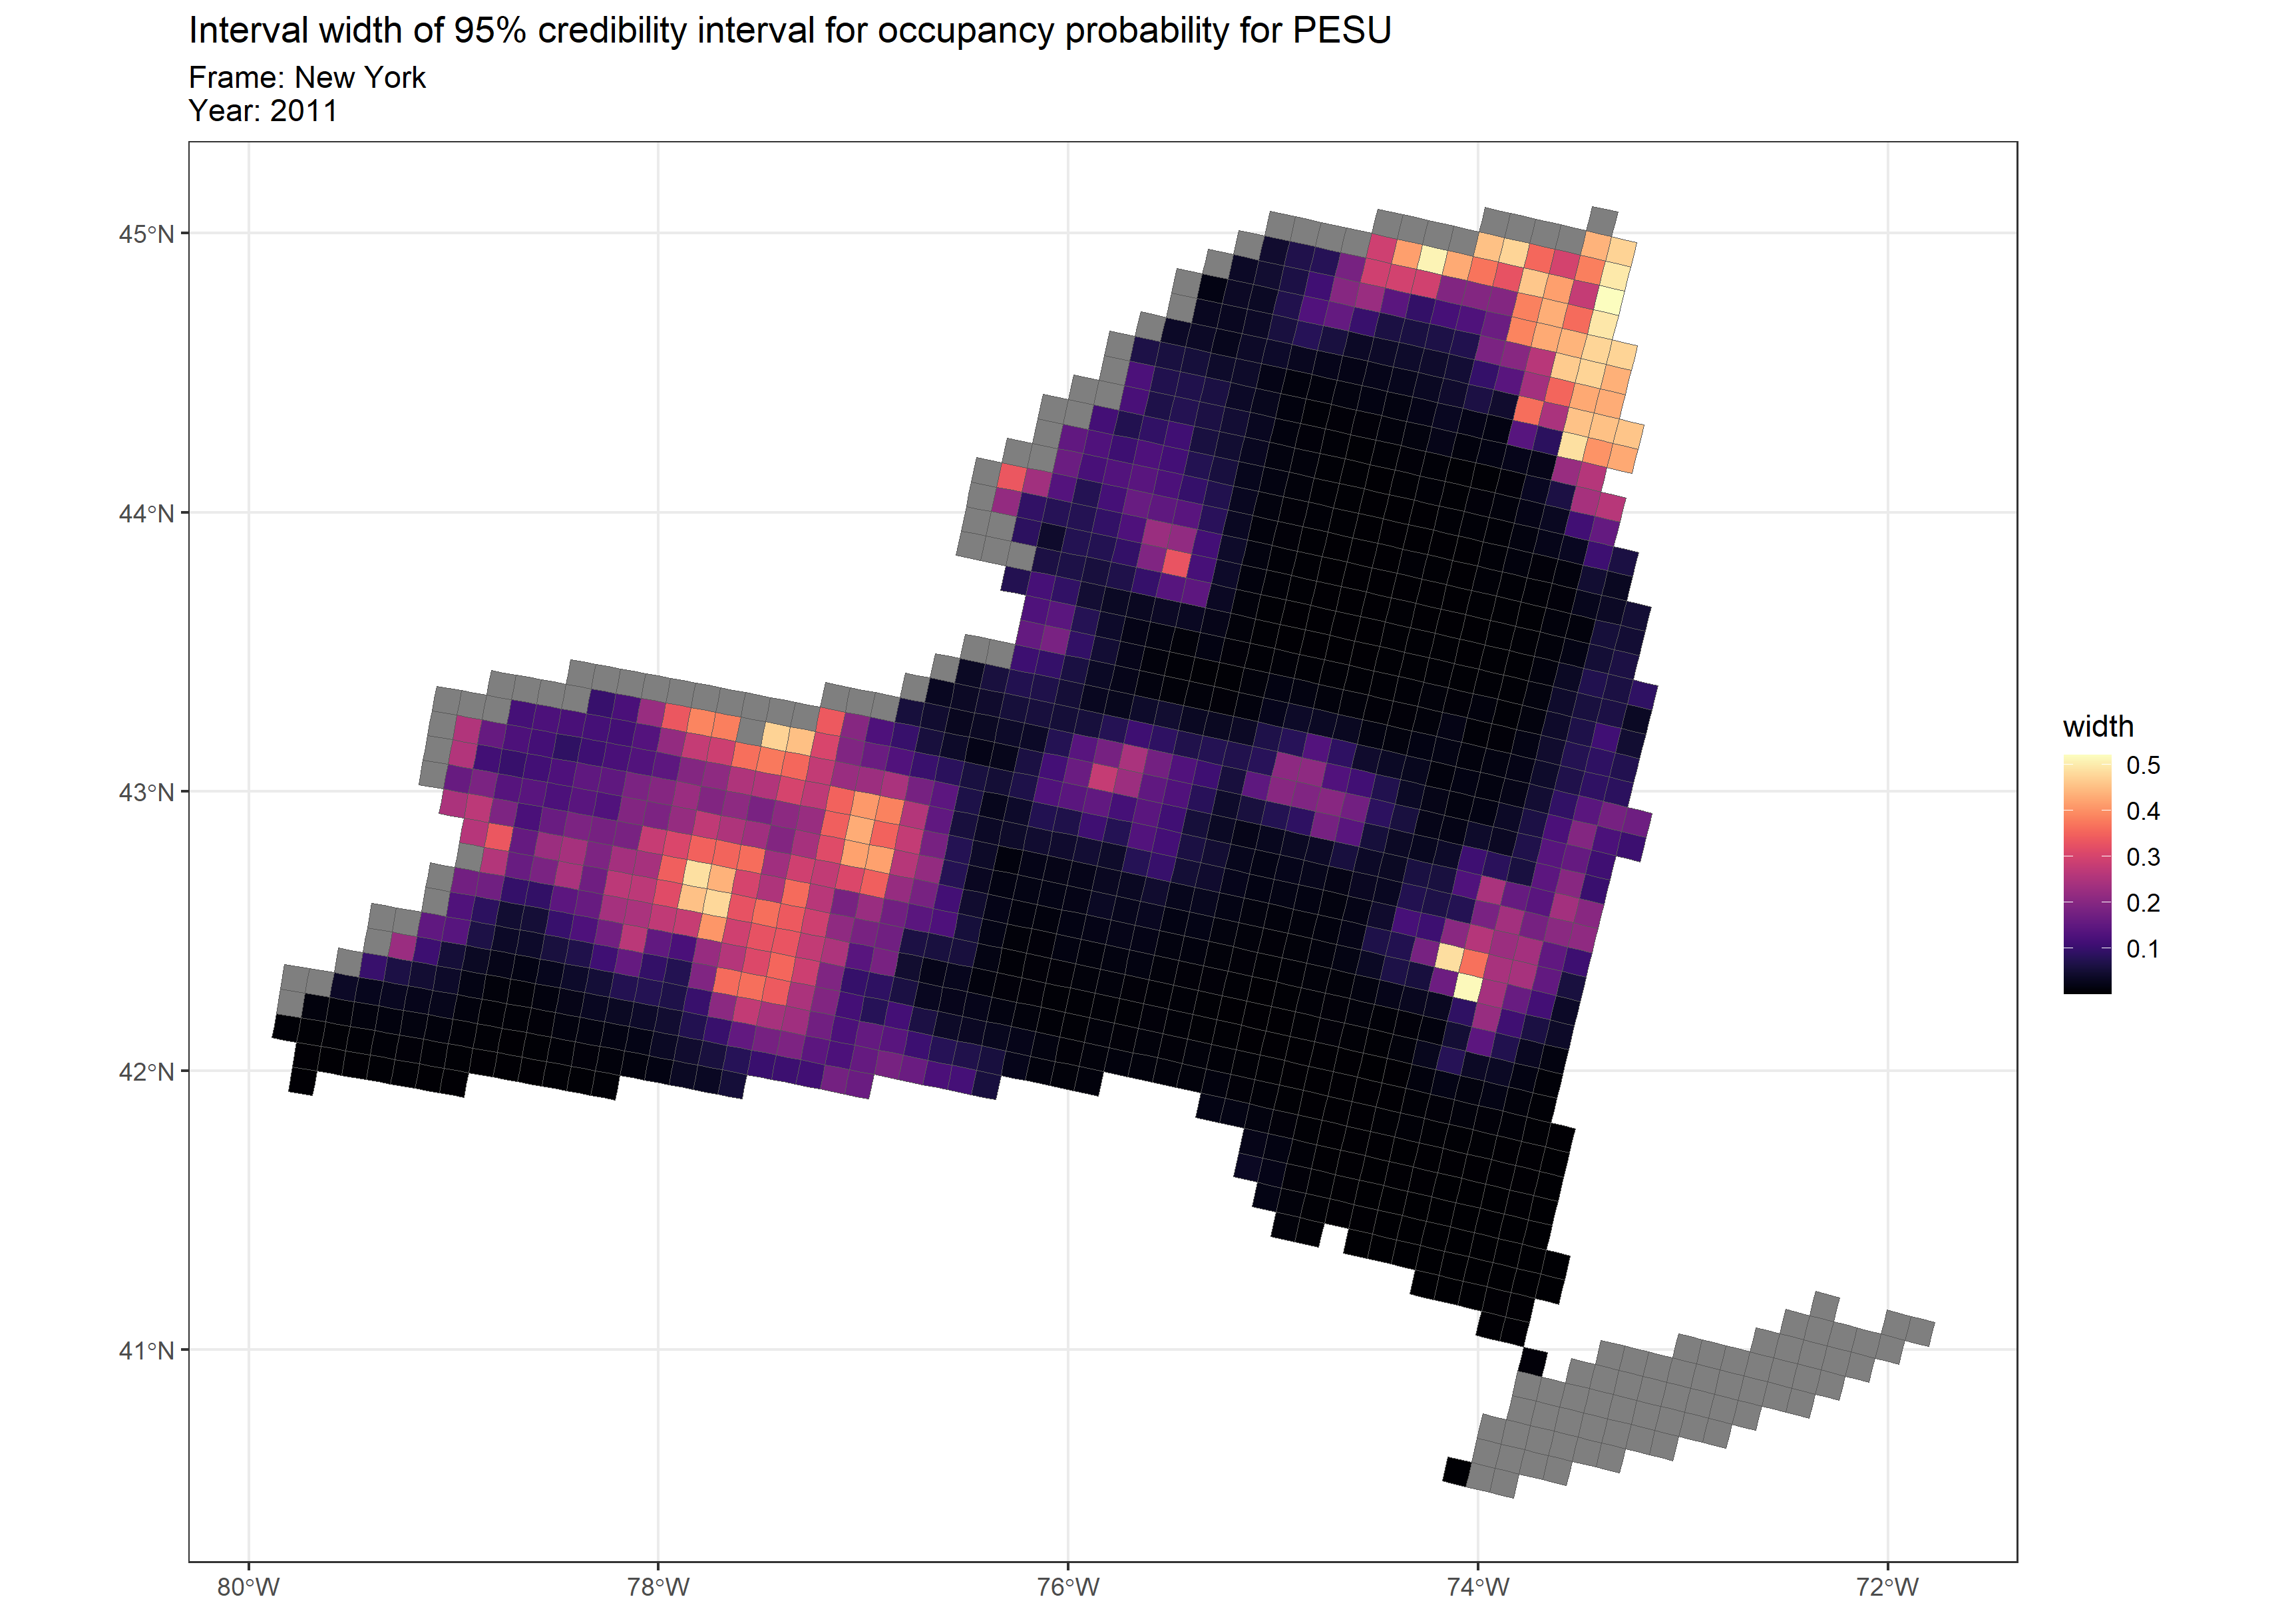 Interval width of 95% credibility interval for occupancy probability for PESU
Frame: New York
Year: 2011
45°N
44°N
43°N
42°N
41°N
80°W
78°W
76°W
74°W
72°W
width
0.5
0.4
0.3
0.2
0.1